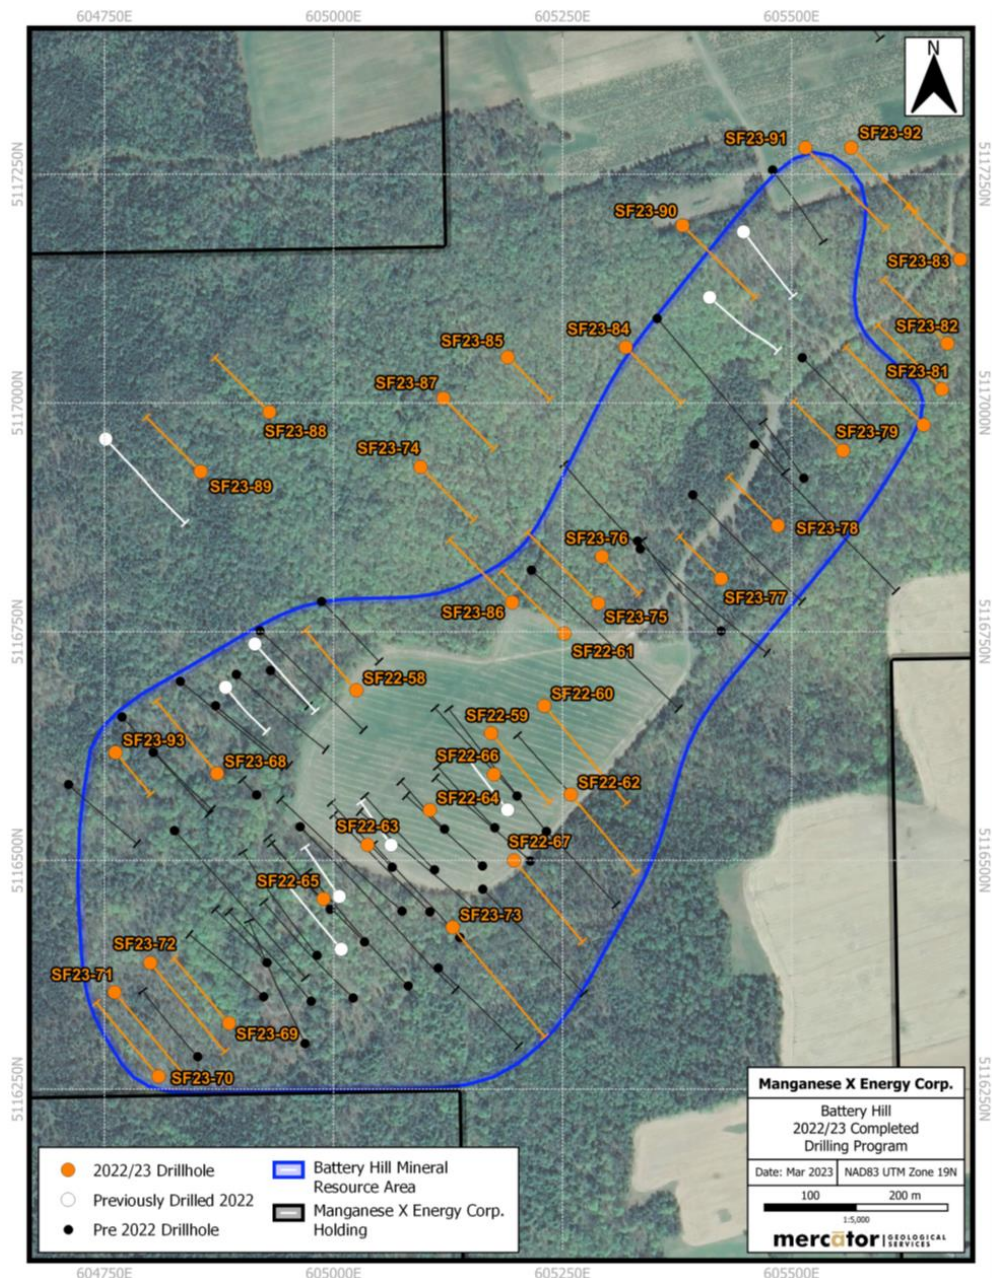 604750E
605000E
605250E
605500E
N
SF23-91
SF23-92
5117250N
5117250N
SF23-90
SF23-83
SF23-84
SF23-82
SF23-85
SF23-81
SF23-87
5117000N
5117000N
SF23-88
SF23-79
SF23-74
SF23-89
SF23-78
SF23-76
SF23-77
SF23-86
SF23-75
5116750N
5116750N
SF22-61
SF22-58
SF22-60
SF22-59
SF23-93
SF23-68
SF22-66
SF22-62
SF22-64
SF22-63
SF22-67
5116500N
5116500N
SF22-65
SF23-73
SF23-72
SF23-71
SF23-69
SF23-70
5116250N
5116250N
Manganese X Energy Corp.
Battery Hill
2022/23 Completed
Drilling Program
Date: Mar 2023
NAD83 UTM Zone 19N
100
200 m
1:5,000
mercator GEOLOGICAL
SERVICES
2022/23 Drillhole
Previously Drilled 2022
Pre 2022 Drillhole
Battery Hill Mineral
Resource Area
Manganese X Energy Corp.
Holding
604750E
605000E
605250E
605500E